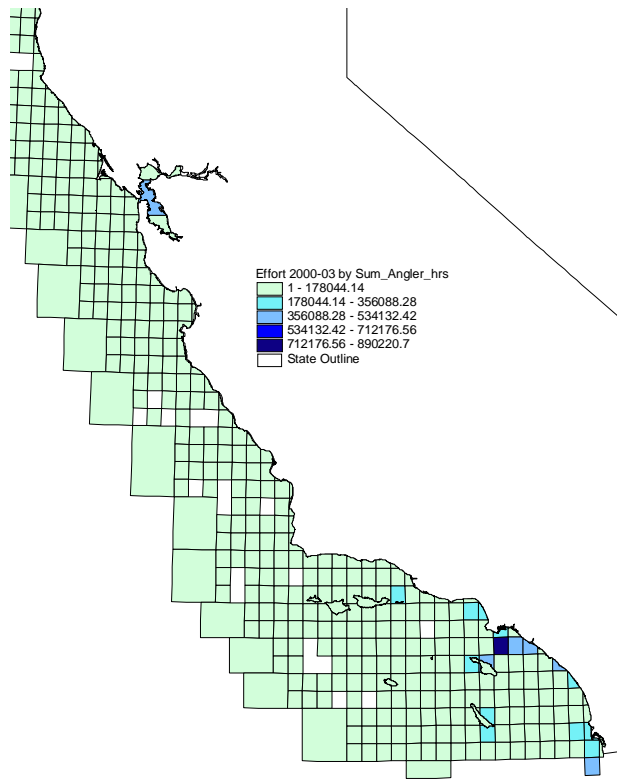 Effort 2000-03 by Sum_Angler_hrs
1 - 178044.14
178044.14 - 356088.28
356088.28 - 534132.42
534132.42 - 712176.56
712176.56 - 890220.7
State Outline